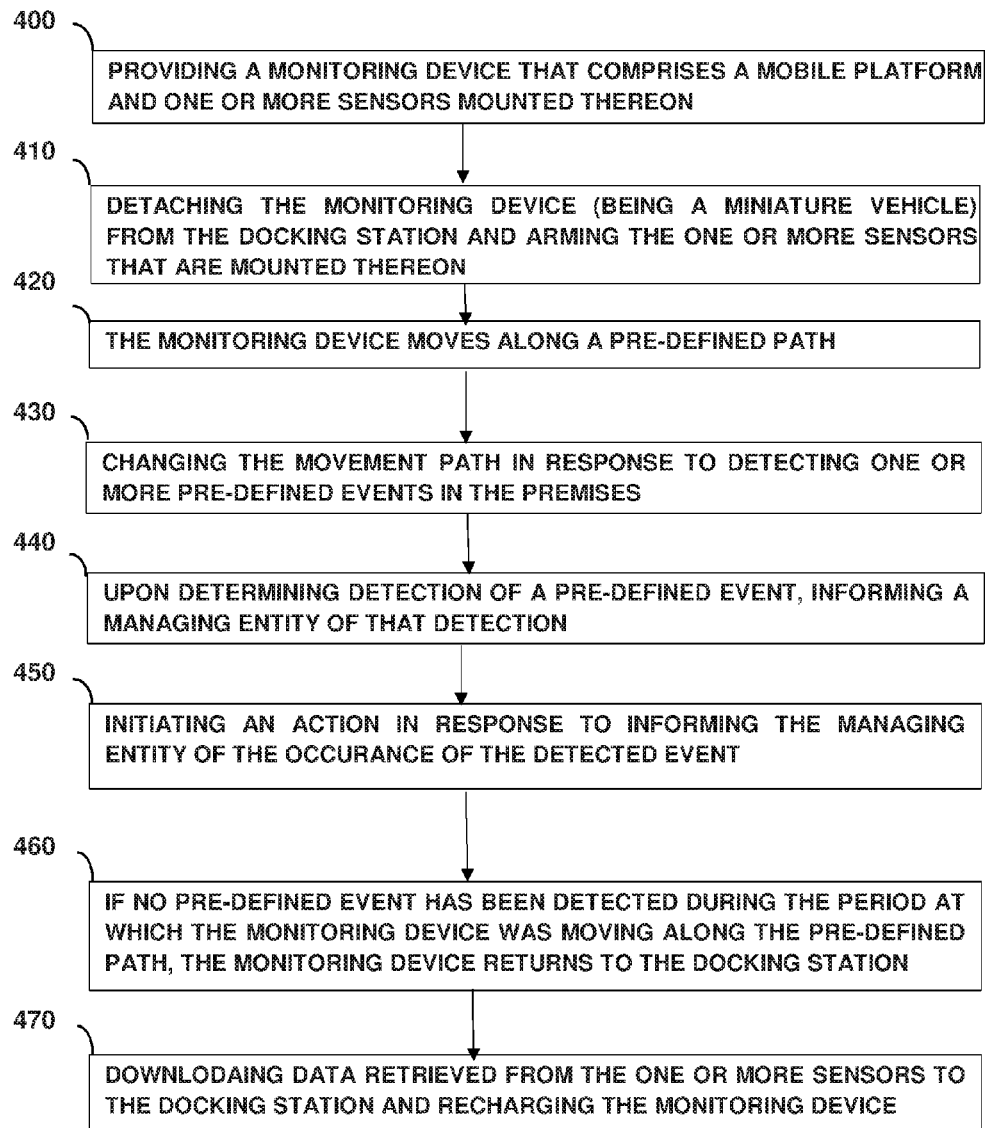 400
PROVIDING A MONITORING DEVICE THAT COMPRISES A MOBILE PLATFORM
AND ONE OR MORE SENSORS MOUNTED THEREON
410
DETACHING THE MONITORING DEVICE (BEING A MINIATURE VEHICLE)
FROM THE DOCKING STATION AND ARMING THE ONE OR MORE SENSORS
THAT ARE MOUNTED THEREON
420
THE MONITORING DEVICE MOVES ALONG A PRE-DEFINED PATH
430
CHANGING THE MOVEMENT PATH IN RESPONSE TO DETECTING ONE OR
MORE PRE-DEFINED EVENTS IN THE PREMISES
440
UPON DETERMINING DETECTION OF A PRE-DEFINED EVENT, INFORMING A
MANAGING ENTITY OF THAT DETECTION
450
INITIATING AN ACTION IN RESPONSE TO INFORMING THE MANAGING
ENTITY OF THE OCCURANCE OF THE DETECTED EVENT
460
IF NO PRE-DEFINED EVENT HAS BEEN DETECTED DURING THE PERIOD AT
WHICH THE MONITORING DEVICE WAS MOVING ALONG THE PRE-DEFINED
PATH, THE MONITORING DEVICE RETURNS TO THE DOCKING STATION
470
DOWNLODAING DATA RETRIEVED FROM THE ONE OR MORE SENSORS TO
THE DOCKING STATION AND RECHARGING THE MONITORING DEVICE